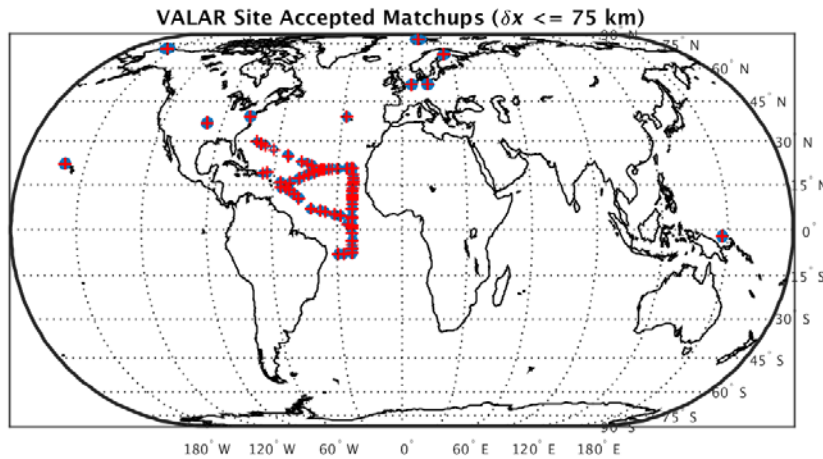 VALAR Site Accepted Matchups (δx <= 75 km)
90° N
75° N
60° N
45° N
30° N
15° N
0°
15° S
30° S
45° S
60° S
75° S
90° S
180° W 120° W 60° W 0° 60° E 120° E 180° E